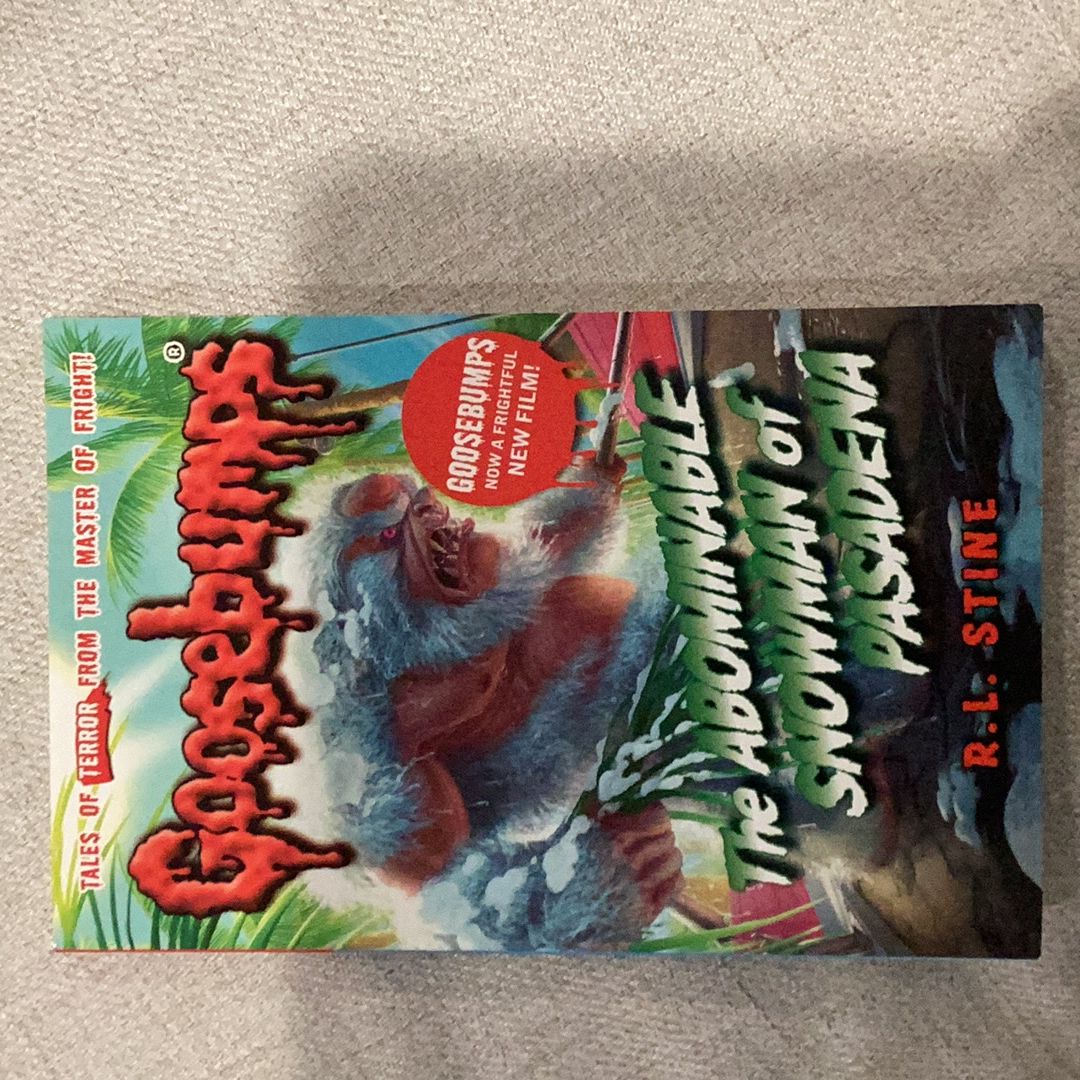 TALES OF TERROR FROM THE MASTER OF FRIGHT!
Goosebumps®
GOOSEBUMPS
NOW A FRIGHTFUL
NEW FILM!
The ABOMINABLE
SNOWMAN of
PASADENA
R.L. STINE